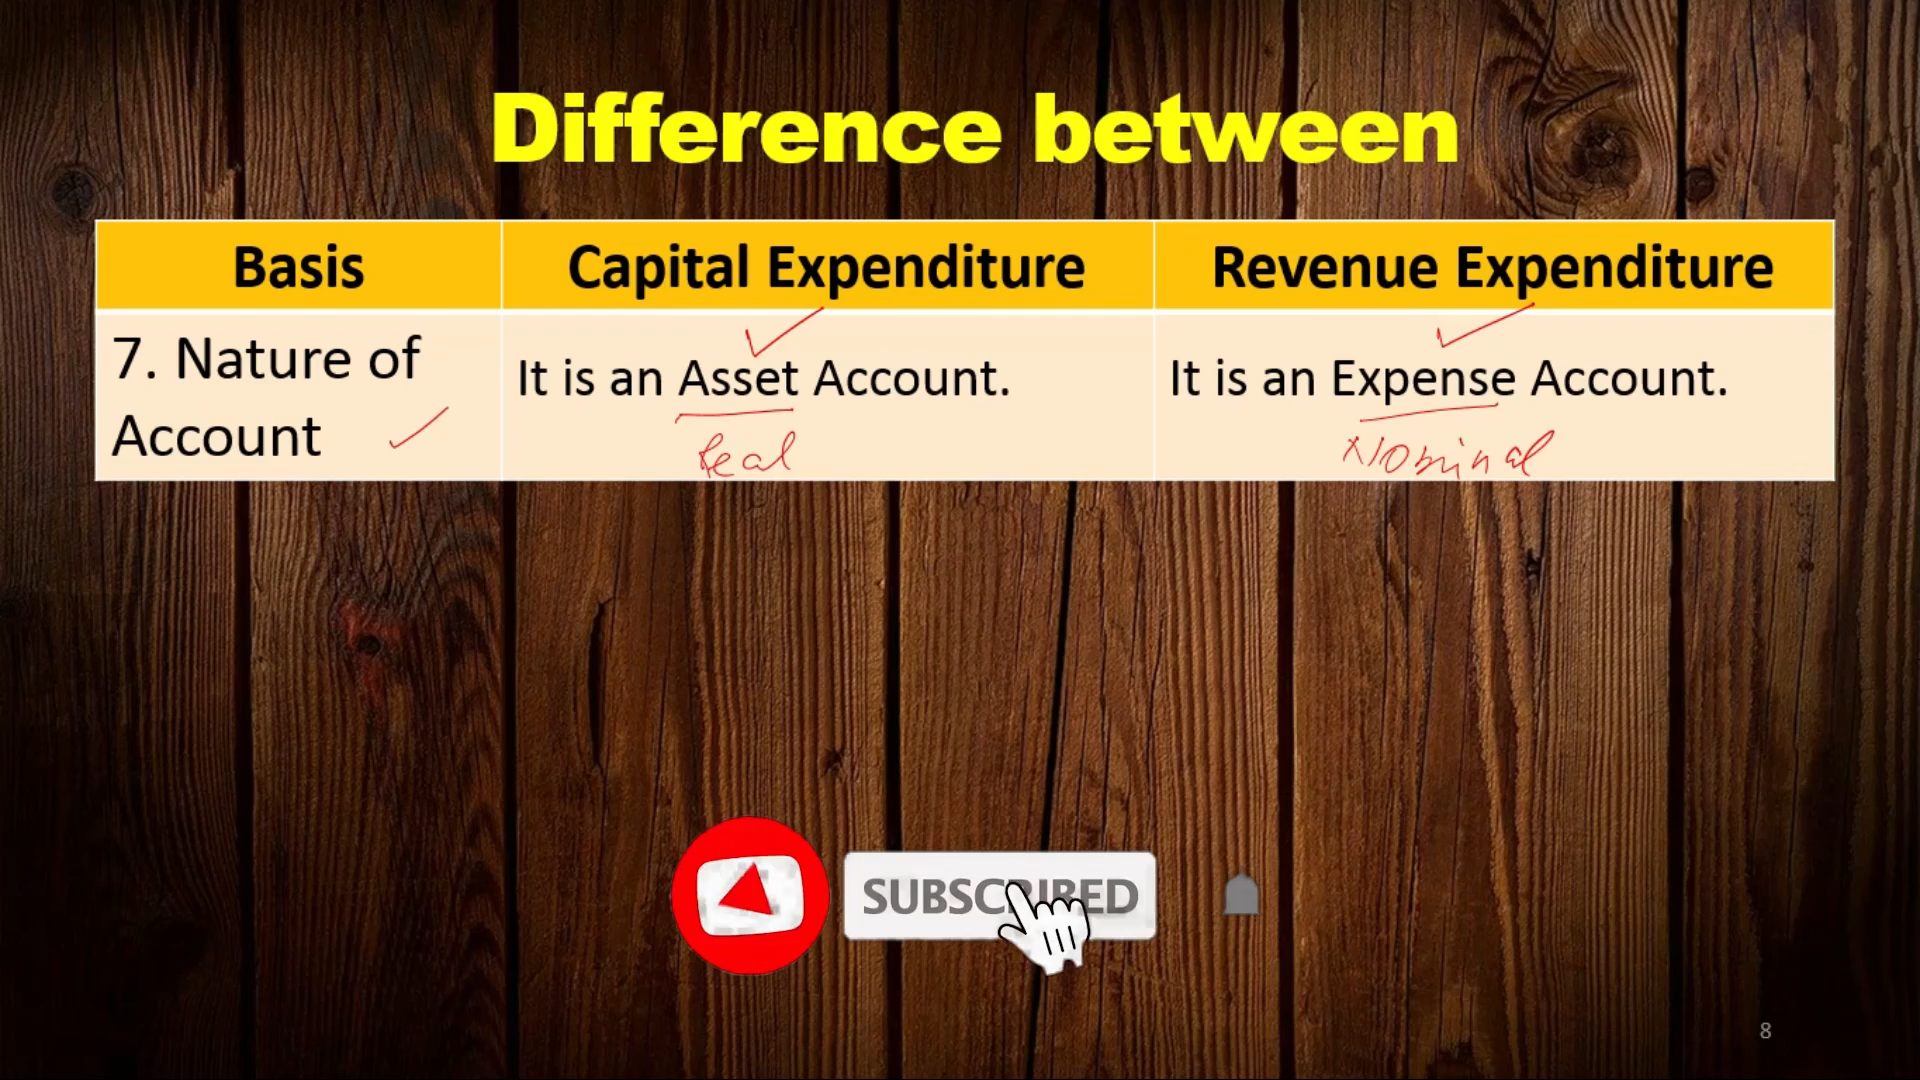 Difference between
Basis
Capital Expenditure
Revenue Expenditure
7. Nature of
Account
It is an Asset Account.
Real
It is an Expense Account.
Nominal
SUBSCRIBED
8